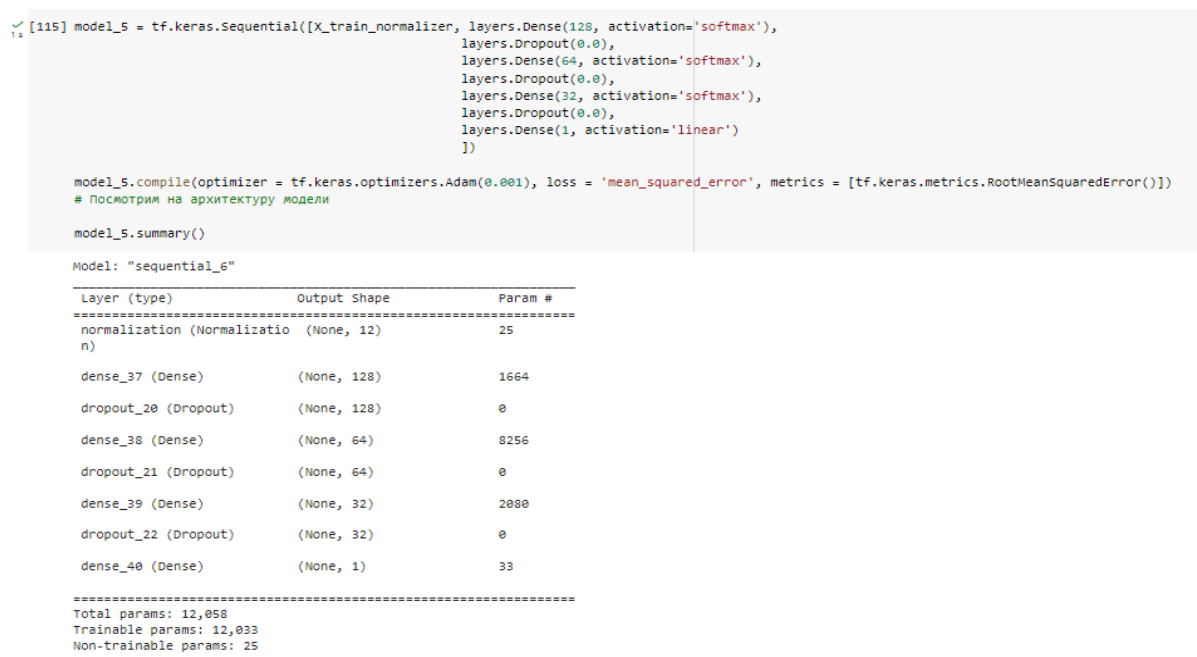 [115] model_5 = tf.keras.Sequential([X_train_normalizer, layers.Dense(128, activation='softmax'),
1s
layers.Dropout(0.0),
layers.Dense(64, activation='softmax'),
layers.Dropout(0.0),
layers.Dense(32, activation='softmax'),
layers.Dropout(0.0),
layers.Dense(1, activation='linear')
])
model_5.compile(optimizer = tf.keras.optimizers.Adam(0.001), loss = 'mean_squared_error', metrics = [tf.keras.metrics.RootMeanSquaredError()])
# Посмотрим на архитектуру модели
model_5.summary()
Model: "sequential_6"
Layer (type) Output Shape Param #
=================================================================
normalization (Normalizatio (None, 12) 25
n)
dense_37 (Dense) (None, 128) 1664
dropout_20 (Dropout) (None, 128) 0
dense_38 (Dense) (None, 64) 8256
dropout_21 (Dropout) (None, 64) 0
dense_39 (Dense) (None, 32) 2080
dropout_22 (Dropout) (None, 32) 0
dense_40 (Dense) (None, 1) 33
=================================================================
Total params: 12,058
Trainable params: 12,033
Non-trainable params: 25